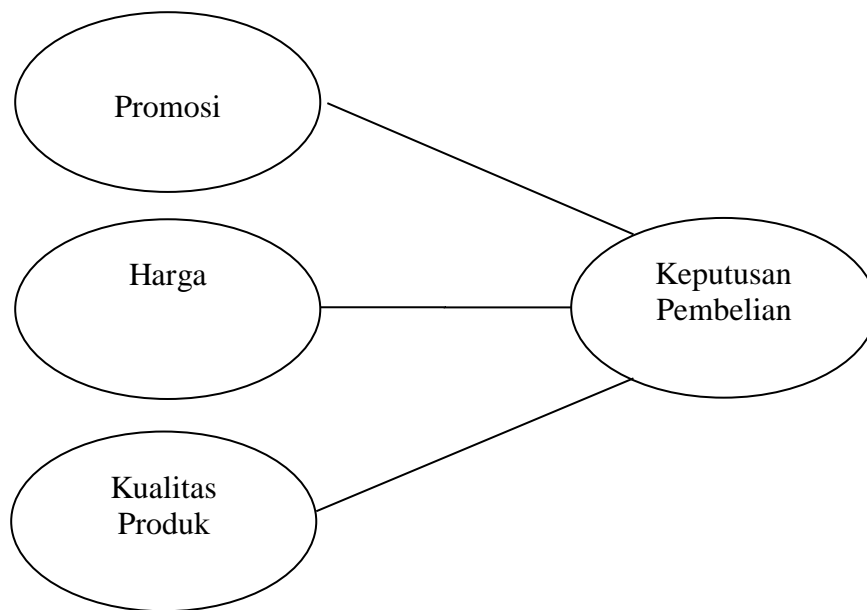 Promosi
Harga
Keputusan
Pembelian
Kualitas
Produk